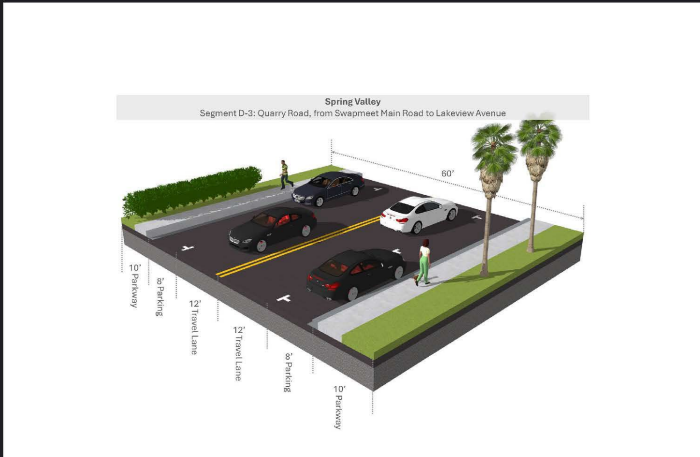 Spring Valley
Segment D-3: Quarry Road, from Swapmeet Main Road to Lakeview Avenue
60'
10' Parkway
8' Parking
12' Travel Lane
12' Travel Lane
8' Parking
10' Parkway